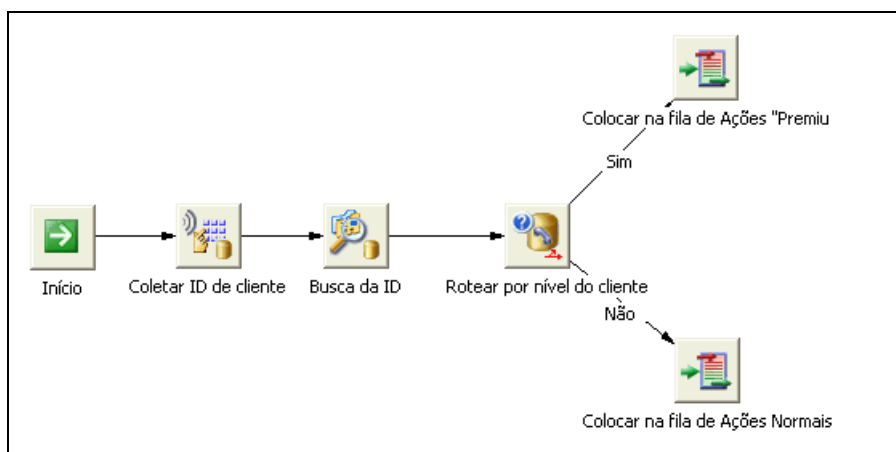 Colocar na fila de Ações "Premiu
Sim
Início
Coletar ID de cliente
Busca da ID
Rotear por nível do cliente
Não
Colocar na fila de Ações Normais